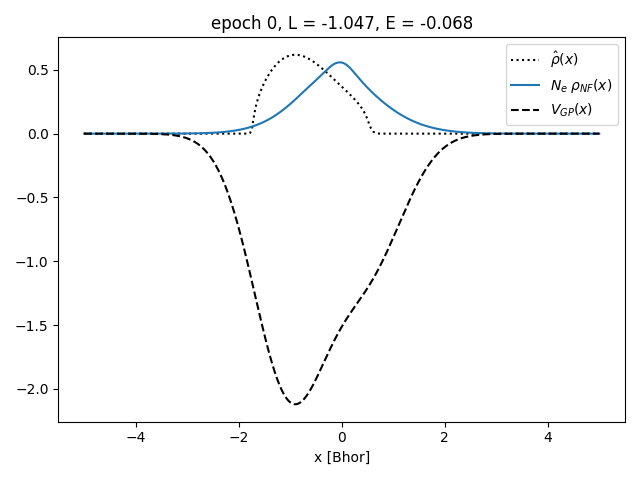 epoch 0, L = -1.047, E = -0.068
ρ̂(x)
N_e ρ_NF(x)
V_GP(x)
0.5
0.0
−0.5
−1.0
−1.5
−2.0
−4 −2 0 2 4
x [Bhor]